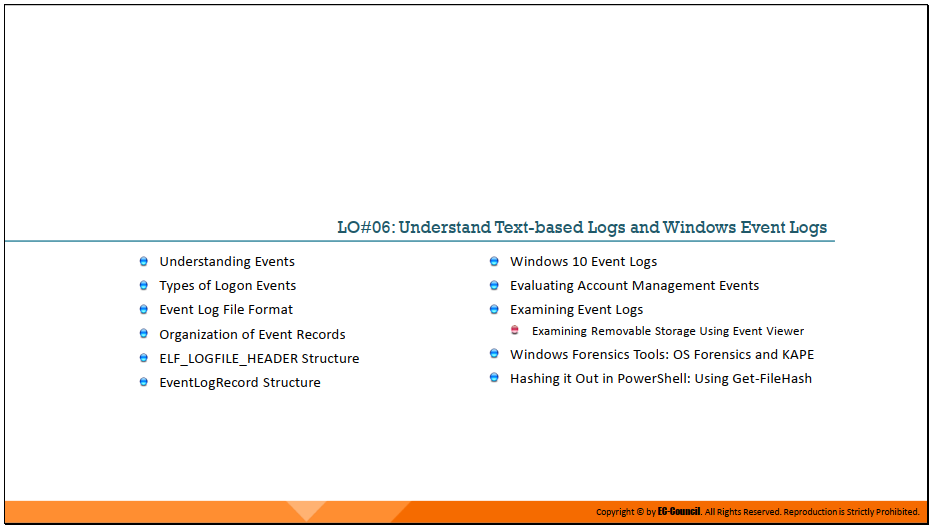 LO#06: Understand Text-based Logs and Windows Event Logs
Understanding Events
Types of Logon Events
Event Log File Format
Organization of Event Records
ELF_LOGFILE_HEADER Structure
EventLogRecord Structure
Windows 10 Event Logs
Evaluating Account Management Events
Examining Event Logs
Examining Removable Storage Using Event Viewer
Windows Forensics Tools: OS Forensics and KAPE
Hashing it Out in PowerShell: Using Get-FileHash
Copyright © by EC-Council. All Rights Reserved. Reproduction is Strictly Prohibited.